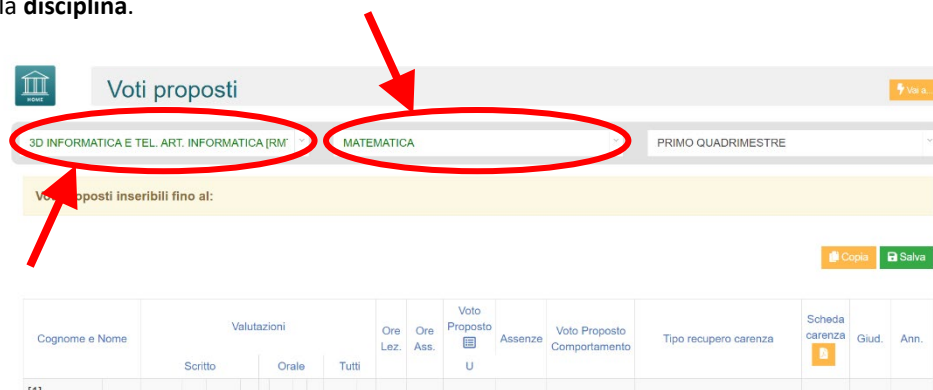 la disciplina.
HOME
Voti proposti
Vai a..
3D INFORMATICA E TEL. ART. INFORMATICA [RM
MATEMATICA
PRIMO QUADRIMESTRE
proposti inseribili fino al:
Copia
Salva
Cognome e Nome
Valutazioni
Ore Lez.
Ore Ass.
Voto Proposto
Assenze
Voto Proposto Comportamento
Tipo recupero carenza
Scheda carenza
Giud.
Ann.
Scritto
Orale
Tutti
U
[1]